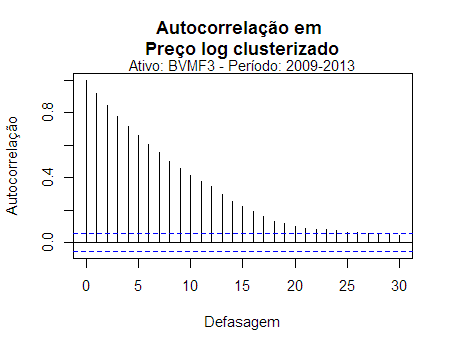 Autocorrelação em
Preço log clusterizado
Ativo: BVMF3 - Período: 2009-2013
Autocorrelação
0.8
0.4
0.0
0 5 10 15 20 25 30
Defasagem